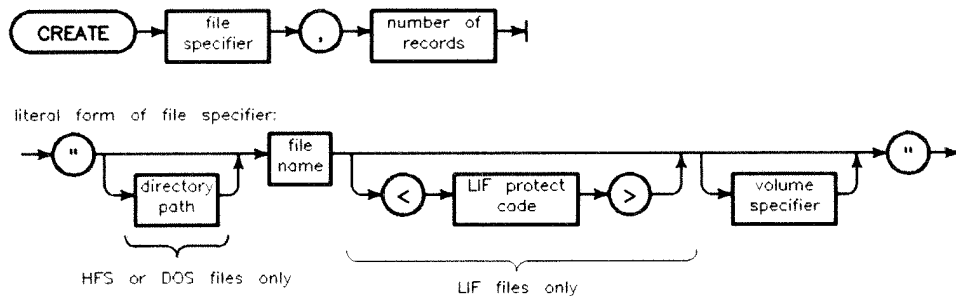 CREATE file specifier , number of records
literal form of file specifier:
" directory path file name < LIF protect code > volume specifier "
HFS or DOS files only
LIF files only